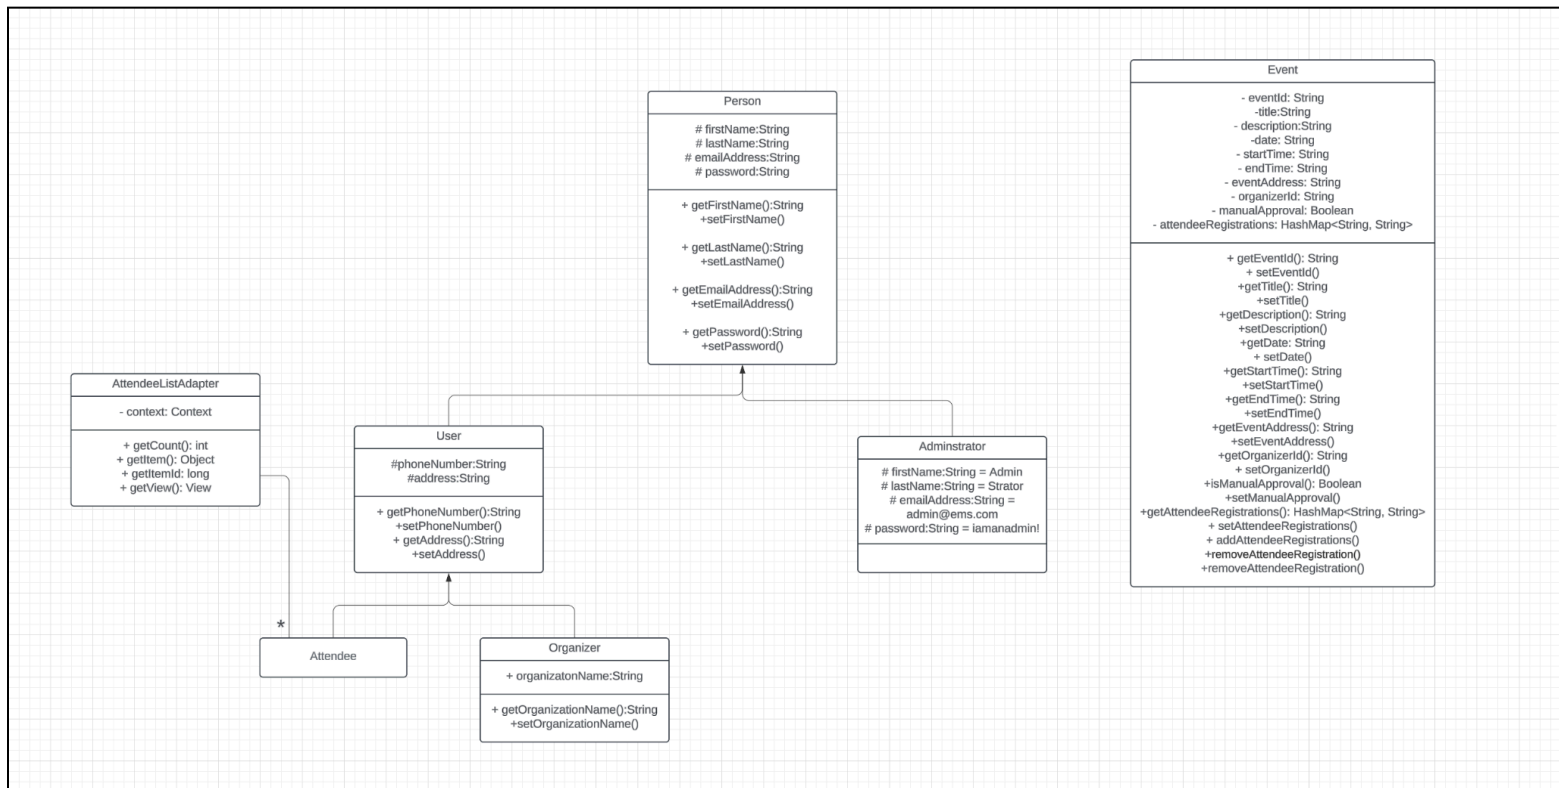 Person
# firstName:String
# lastName:String
# emailAddress:String
# password:String
+ getFirstName():String
+setFirstName()
+ getLastName():String
+setLastName()
+ getEmailAddress():String
+setEmailAddress()
+ getPassword():String
+setPassword()
Event
- eventId: String
-title:String
- description:String
-date: String
- startTime: String
- endTime: String
- eventAddress: String
- organizerId: String
- manualApproval: Boolean
- attendeeRegistrations: HashMap<String, String>
+ getEventId(): String
+ setEventId()
+getTitle(): String
+setTitle()
+getDescription(): String
+setDescription()
+getDate: String
+ setDate()
+getStartTime(): String
+setStartTime()
+getEndTime(): String
+setEndTime()
+getEventAddress(): String
+setEventAddress()
+getOrganizerId(): String
+ setOrganizerId()
+isManualApproval(): Boolean
+setManualApproval()
+getAttendeeRegistrations(): HashMap<String, String>
+ setAttendeeRegistrations()
+ addAttendeeRegistrations()
+removeAttendeeRegistration()
+removeAttendeeRegistration()
AttendeeListAdapter
- context: Context
+ getCount(): int
+ getItem(): Object
+ getItemId: long
+ getView(): View
User
#phoneNumber:String
#address:String
+ getPhoneNumber():String
+setPhoneNumber()
+ getAddress():String
+setAddress()
Adminstrator
# firstName:String = Admin
# lastName:String = Strator
# emailAddress:String =
admin@ems.com
# password:String = iamanadmin!
*
Attendee
Organizer
+ organizatonName:String
+ getOrganizationName():String
+setOrganizationName()